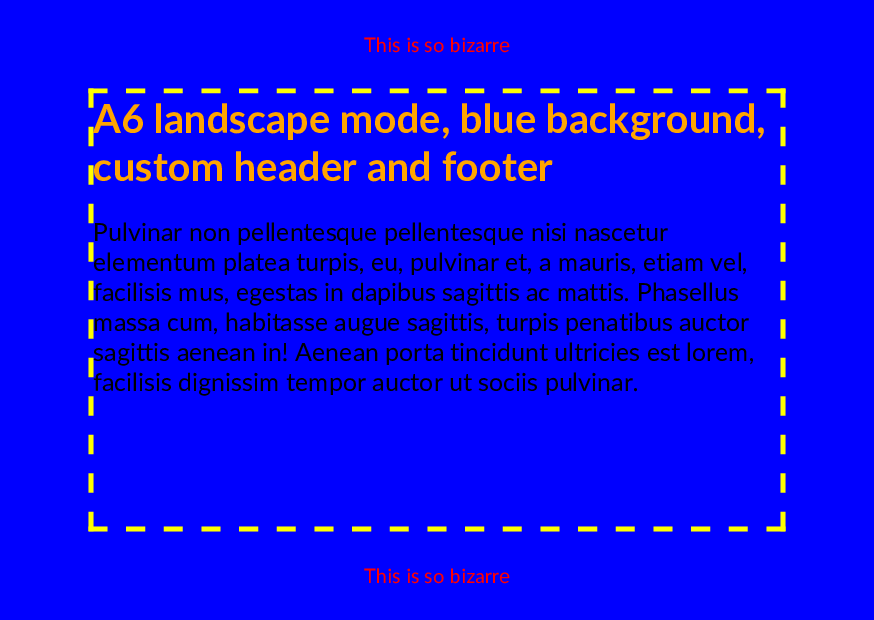 This is so bizarre
A6 landscape mode, blue background,
custom header and footer
Pulvinar non pellentesque pellentesque nisi nascetur
elementum platea turpis, eu, pulvinar et, a mauris, etiam vel,
facilisis mus, egestas in dapibus sagittis ac mattis. Phasellus
massa cum, habitasse augue sagittis, turpis penatibus auctor
sagittis aenean in! Aenean porta tincidunt ultricies est lorem,
facilisis dignissim tempor auctor ut sociis pulvinar.
This is so bizarre